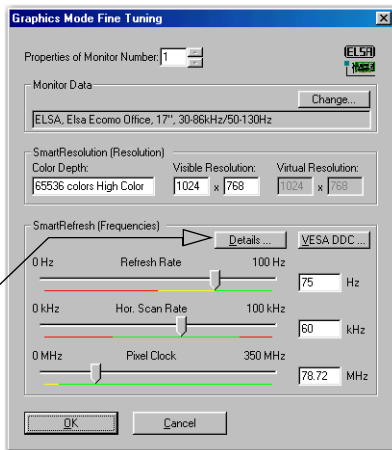 Graphics Mode Fine Tuning
Properties of Monitor Number: 1
ELSA
Monitor Data
Change...
ELSA, Elsa Ecomo Office, 17'', 30-86kHz/50-130Hz
SmartResolution (Resolution)
Color Depth: Visible Resolution: Virtual Resolution:
65536 colors High Color 1024 x 768 1024 x 768
SmartRefresh (Frequencies)
Details ... VESA DDC ...
0 Hz Refresh Rate 100 Hz
75 Hz
0 kHz Hor. Scan Rate 100 kHz
60 kHz
0 MHz Pixel Clock 350 MHz
78.72 MHz
OK Cancel